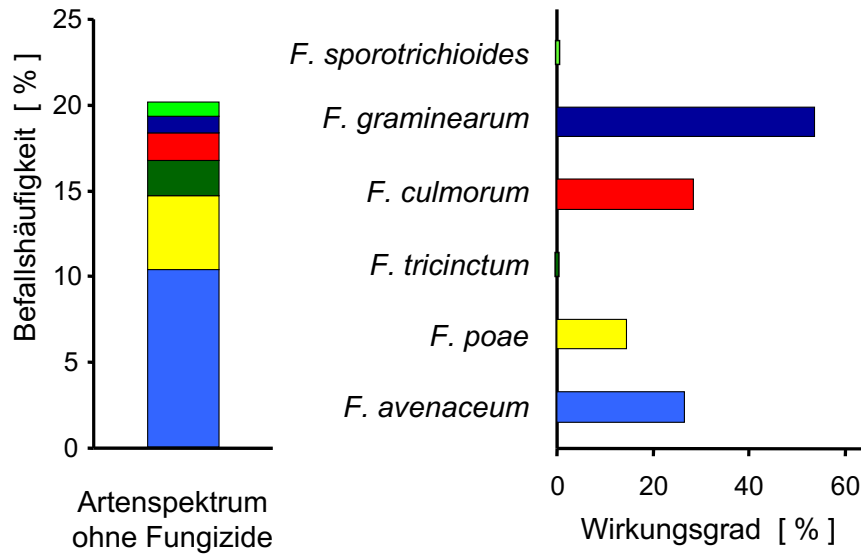 Befallshäufigkeit [ % ]
25
20
15
10
5
0
Artenspektrum
ohne Fungizide
F. sporotrichioides
F. graminearum
F. culmorum
F. tricinctum
F. poae
F. avenaceum
0 20 40 60
Wirkungsgrad [ % ]